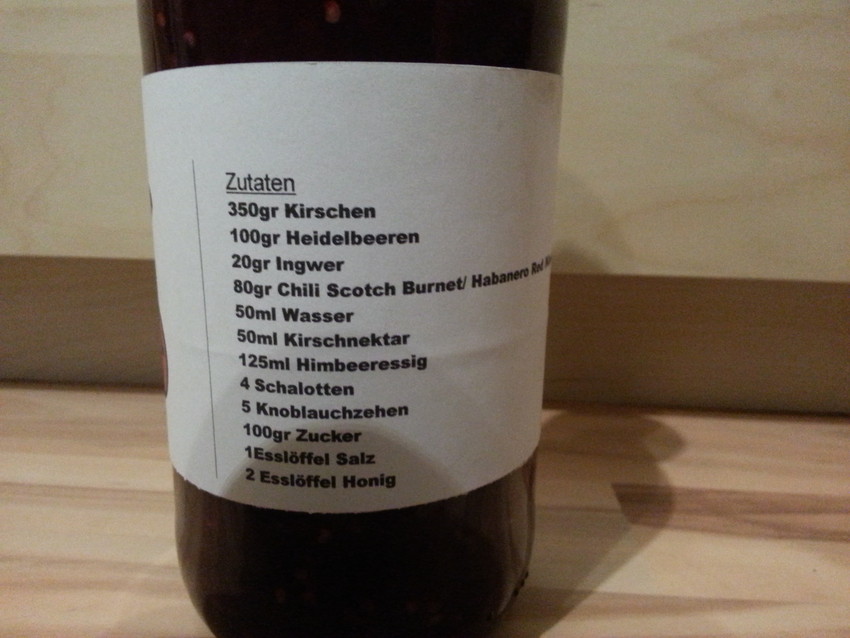 Zutaten
350gr Kirschen
100gr Heidelbeeren
20gr Ingwer
80gr Chili Scotch Burnet/ Habanero Red
50ml Wasser
50ml Kirschnektar
125ml Himbeeressig
4 Schalotten
5 Knoblauchzehen
100gr Zucker
1Esslöffel Salz
2 Esslöffel Honig